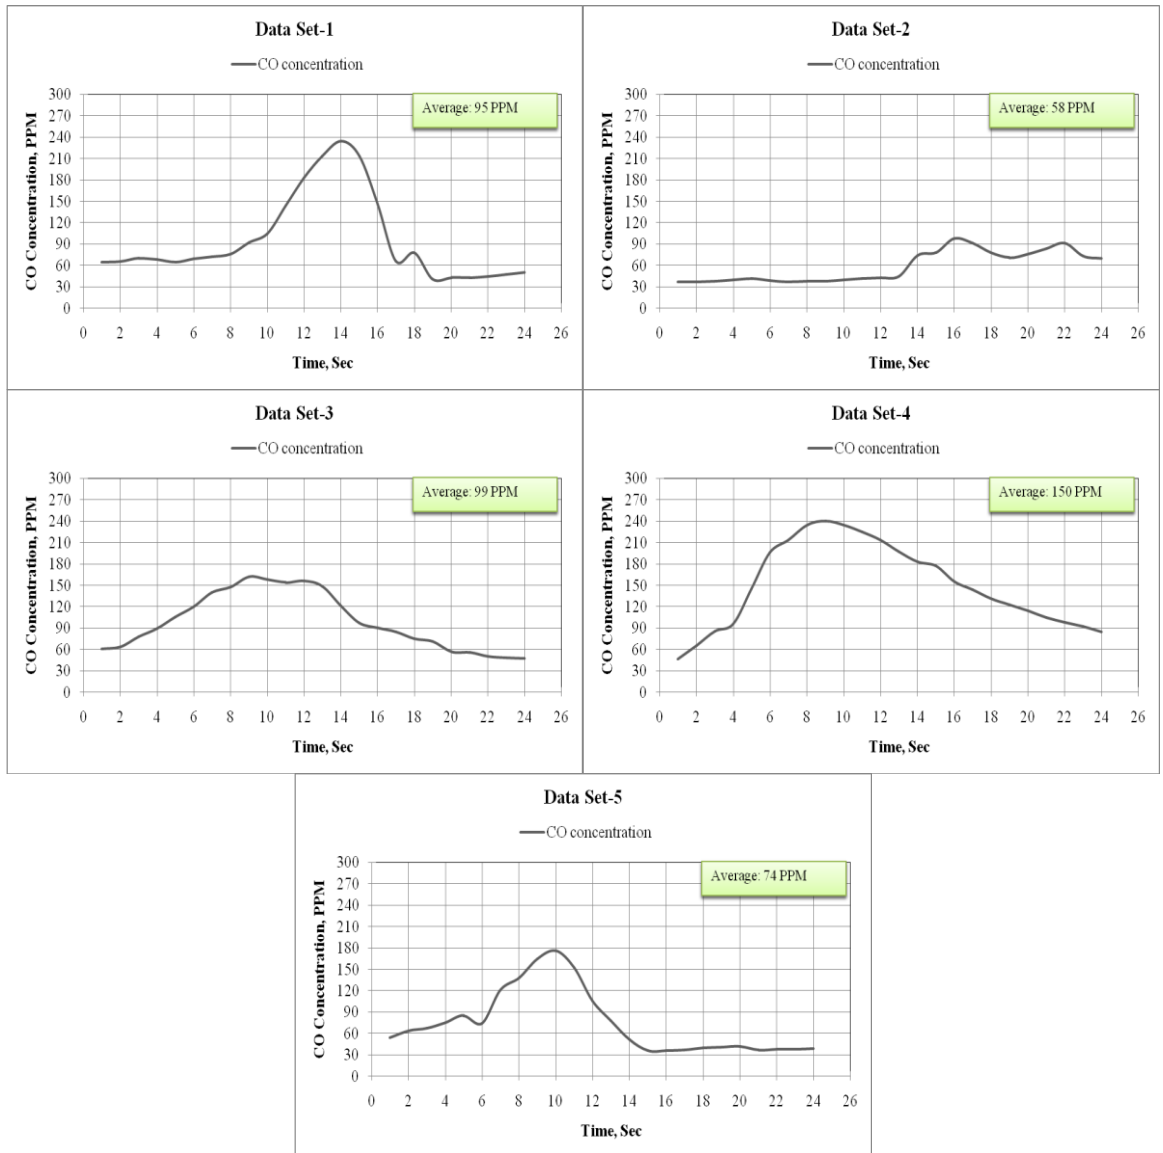 Data Set-1
CO concentration
Average: 95 PPM
CO Concentration, PPM
300
270
240
210
180
150
120
90
60
30
0
0 2 4 6 8 10 12 14 16 18 20 22 24 26
Time, Sec
Data Set-2
CO concentration
Average: 58 PPM
CO Concentration, PPM
300
270
240
210
180
150
120
90
60
30
0
0 2 4 6 8 10 12 14 16 18 20 22 24 26
Time, Sec
Data Set-3
CO concentration
Average: 99 PPM
CO Concentration, PPM
300
270
240
210
180
150
120
90
60
30
0
0 2 4 6 8 10 12 14 16 18 20 22 24 26
Time, Sec
Data Set-4
CO concentration
Average: 150 PPM
CO Concentration, PPM
300
270
240
210
180
150
120
90
60
30
0
0 2 4 6 8 10 12 14 16 18 20 22 24 26
Time, Sec
Data Set-5
CO concentration
Average: 74 PPM
CO Concentration, PPM
300
270
240
210
180
150
120
90
60
30
0
0 2 4 6 8 10 12 14 16 18 20 22 24 26
Time, Sec